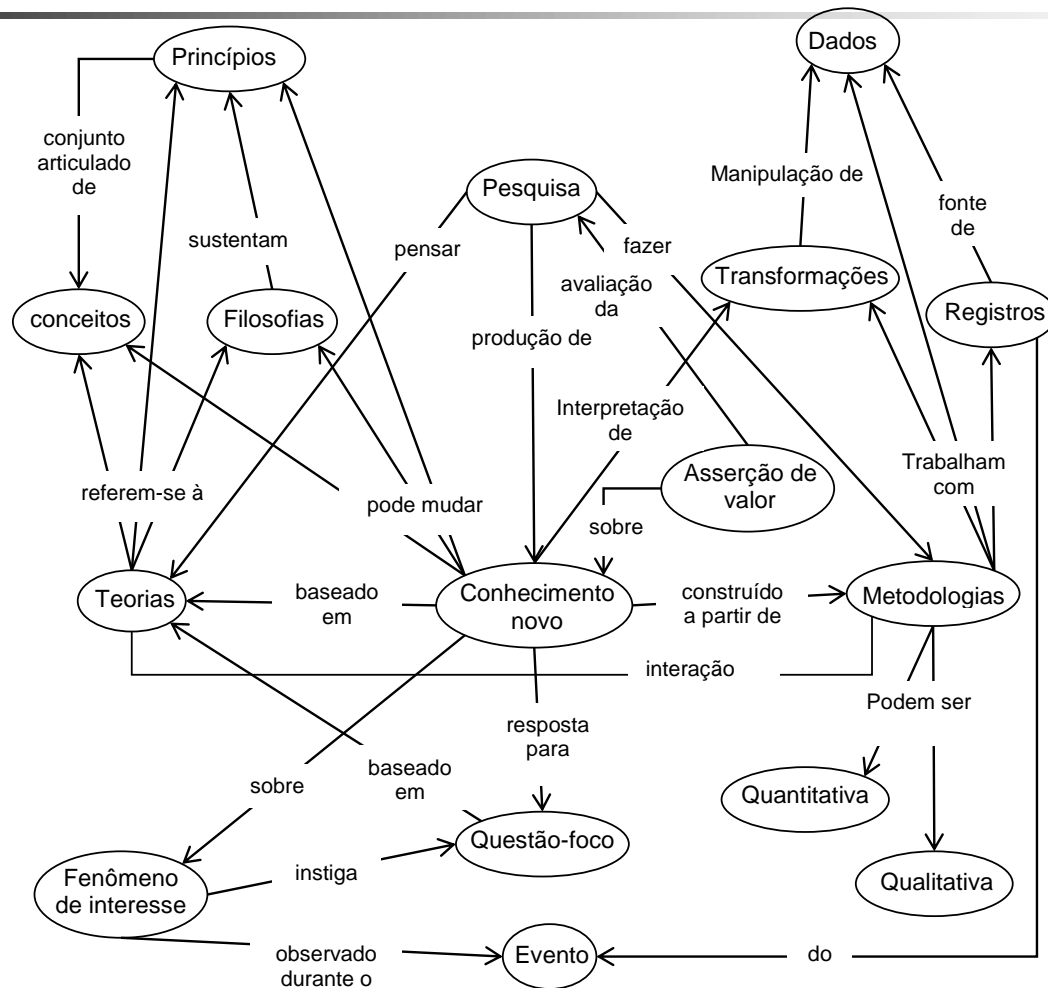 Princípios
Dados
conjunto
articulado
de
Pesquisa
Manipulação de
fonte
de
sustentam
pensar
fazer
avaliação
da
Transformações
conceitos
Filosofias
Registros
produção de
Interpretação
de
Asserção de
valor
Trabalham
com
referem-se à
pode mudar
sobre
Teorias
baseado
em
Conhecimento
novo
construído
a partir de
Metodologias
interação
Podem ser
resposta
para
sobre
baseado
em
Quantitativa
Questão-foco
Fenômeno
de interesse
instiga
Qualitativa
observado
durante o
Evento
do